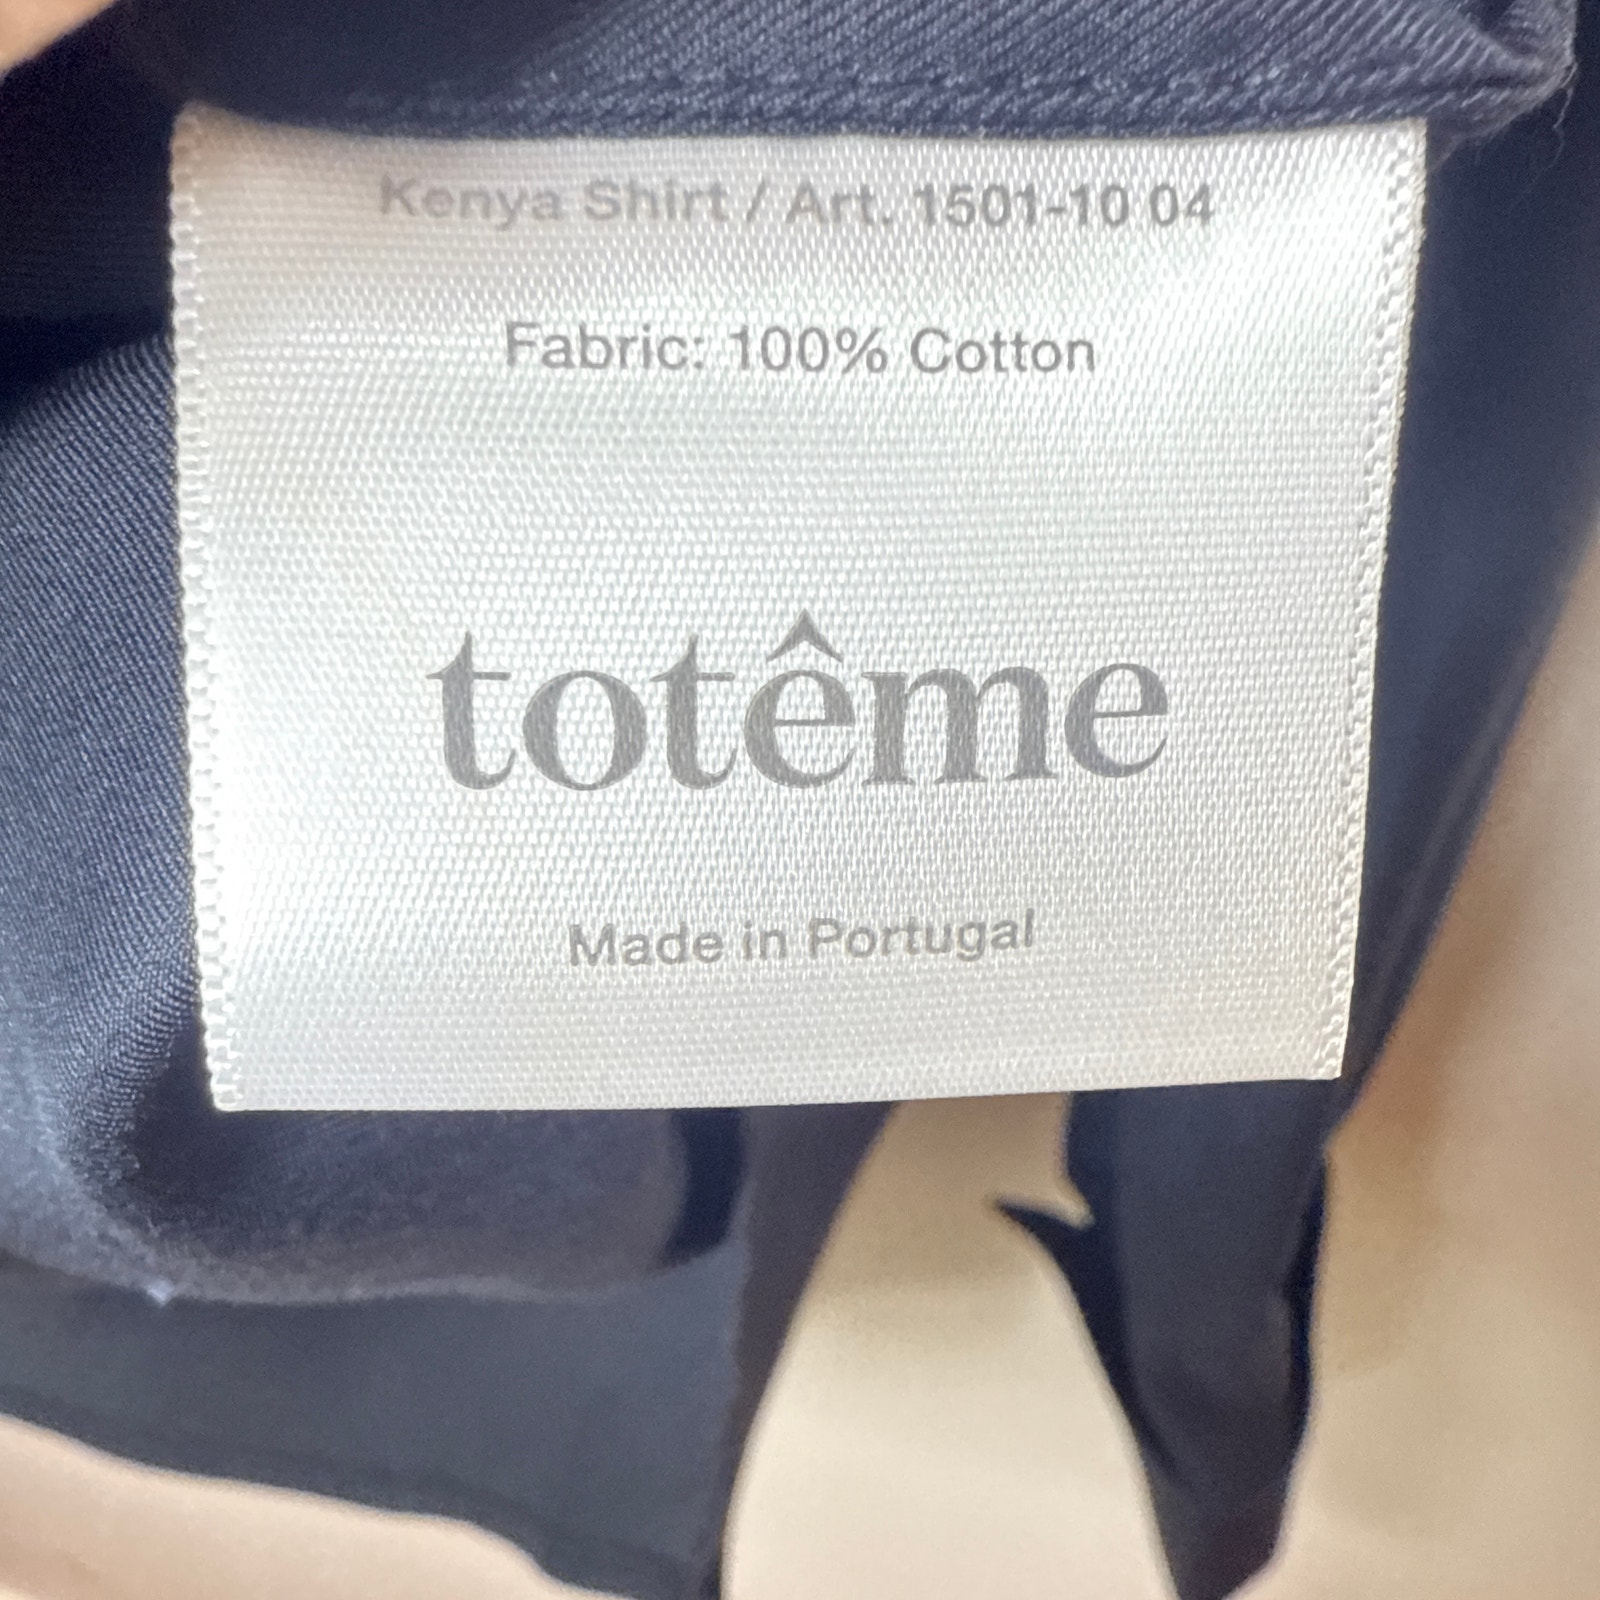 Kenya Shirt / Art. 1501-10 04
Fabric: 100% Cotton
totême
Made in Portugal